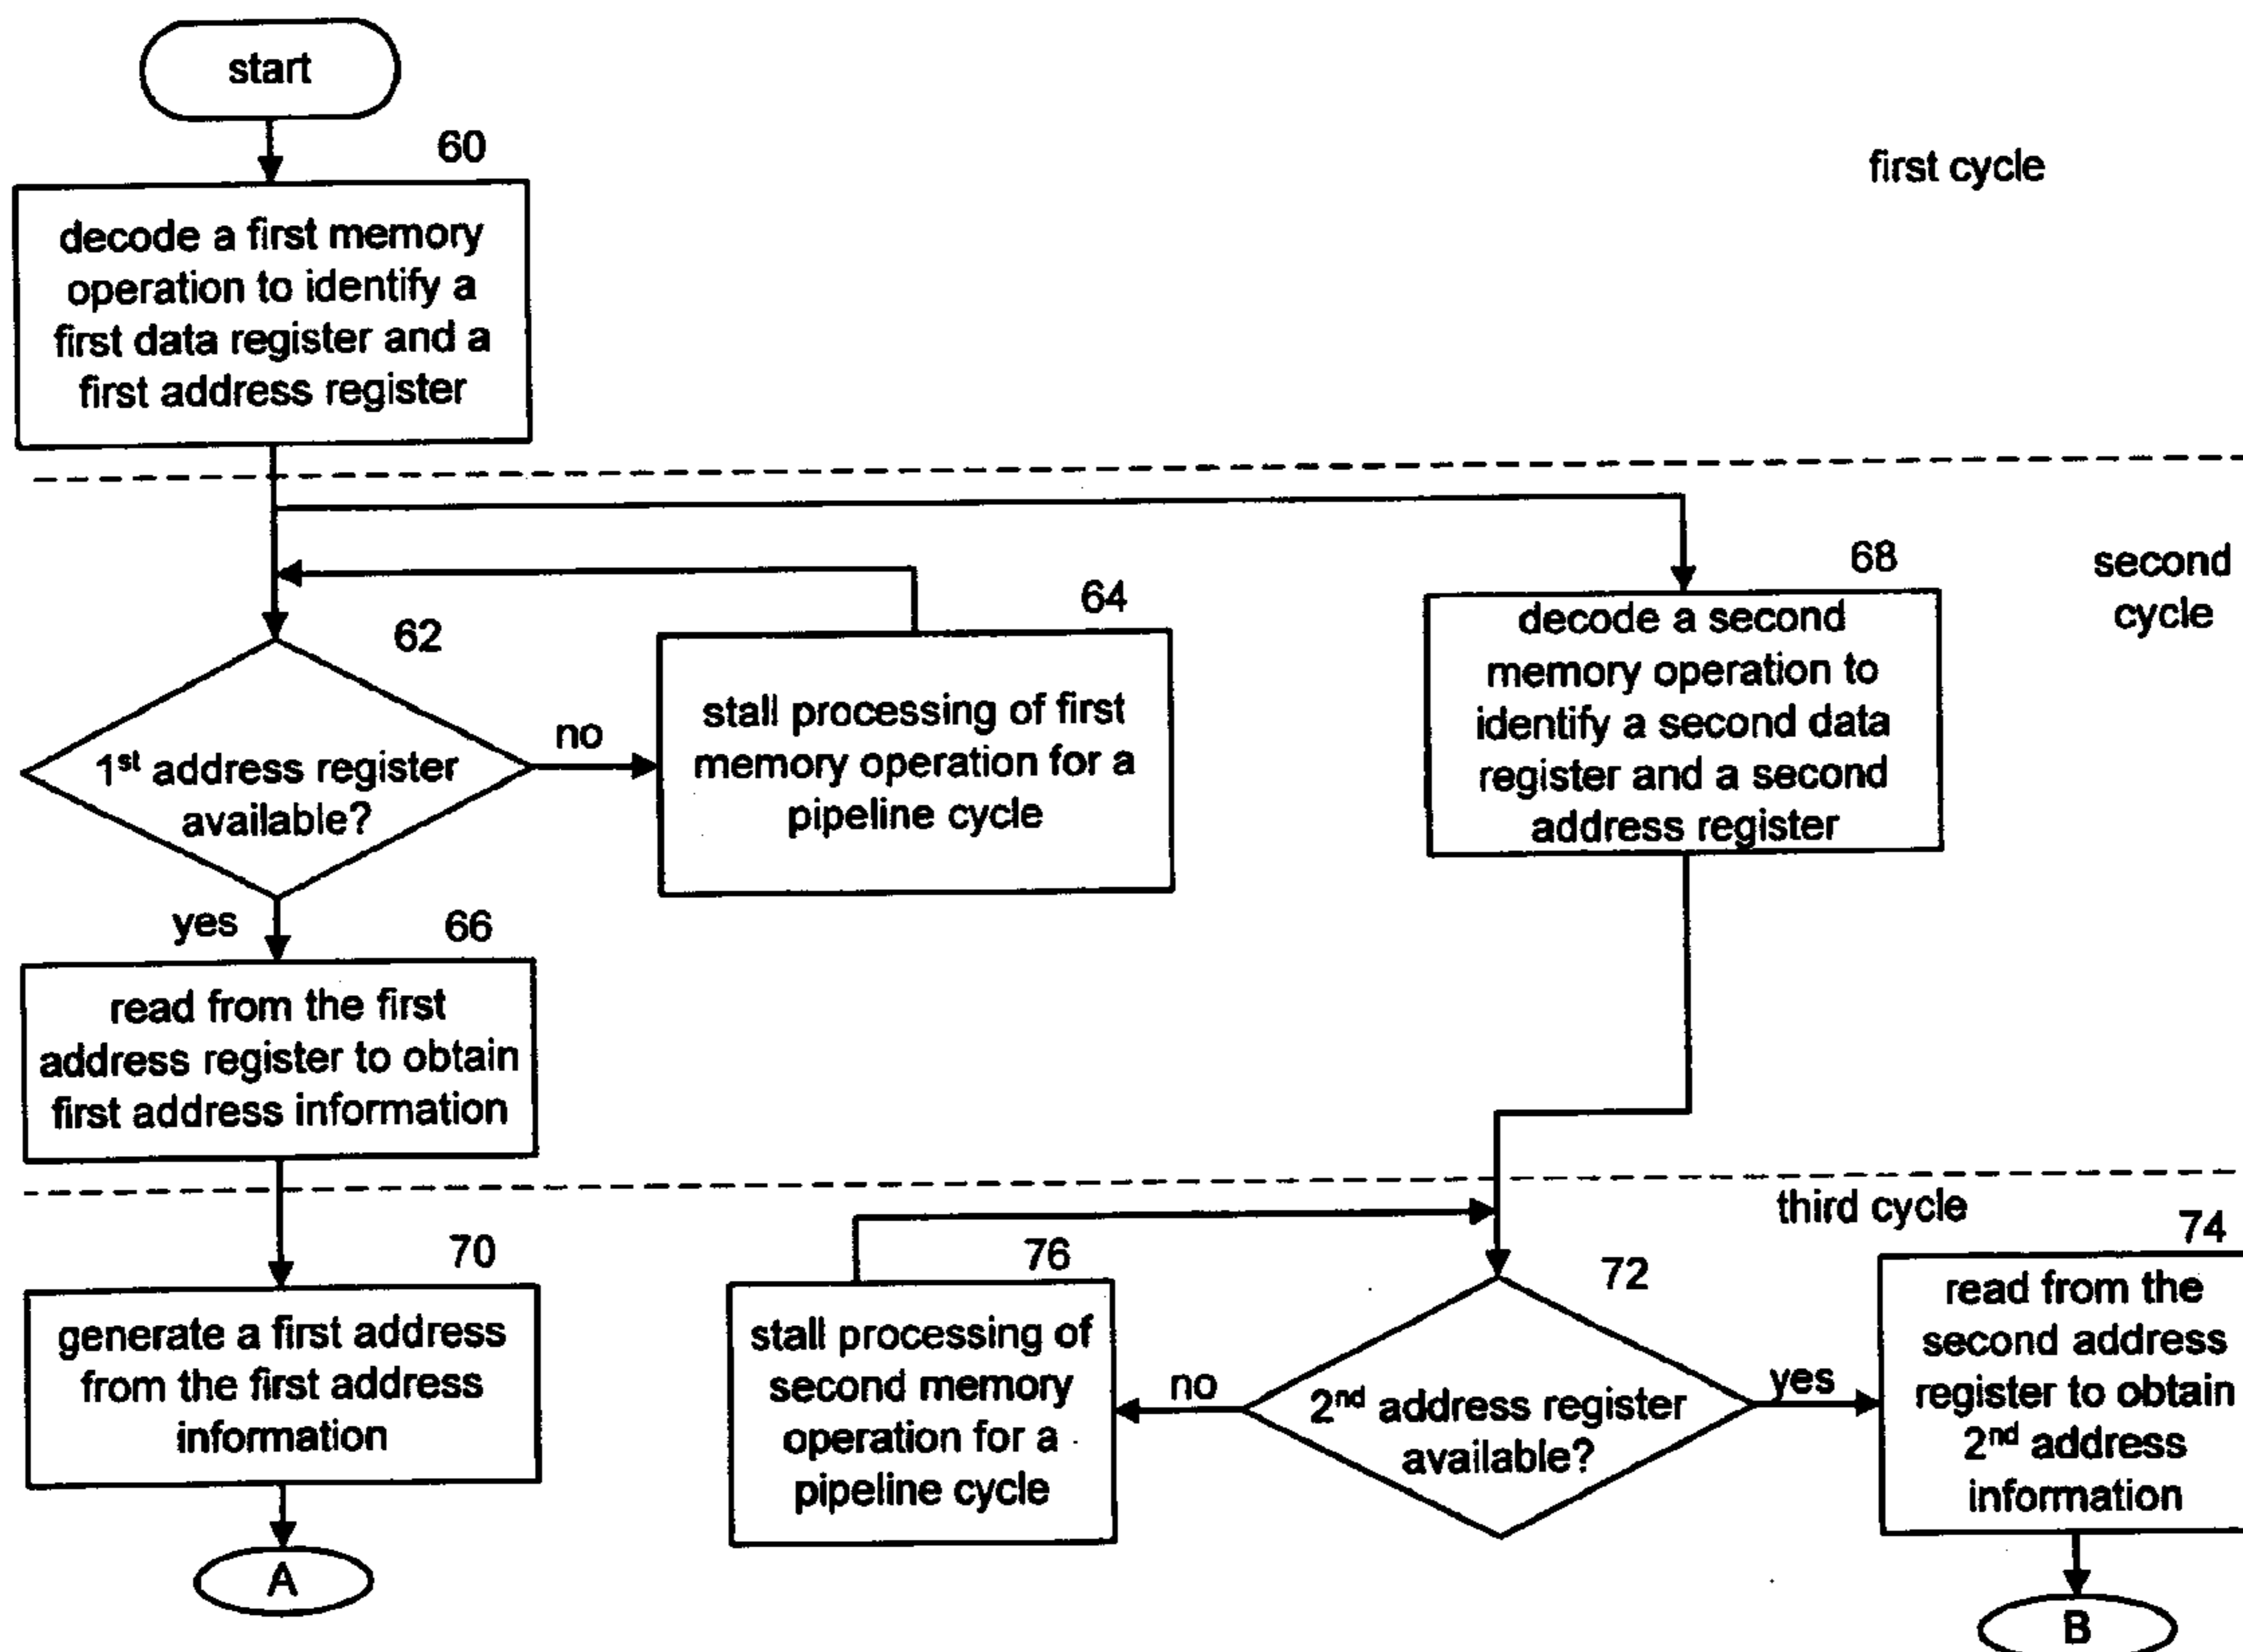 start
60
first cycle
decode a first memory
operation to identify a
first data register and a
first address register
68
second
cycle
64
62
decode a second
memory operation to
identify a second data
register and a second
address register
stall processing of first
memory operation for a
pipeline cycle
no
1st address register
available?
yes
66
read from the first
address register to obtain
first address information
third cycle
74
70
76
72
generate a first address
from the first address
information
stall processing of
second memory
operation for a
pipeline cycle
no
2nd address register
available?
yes
read from the
second address
register to obtain
2nd address
information
A
B